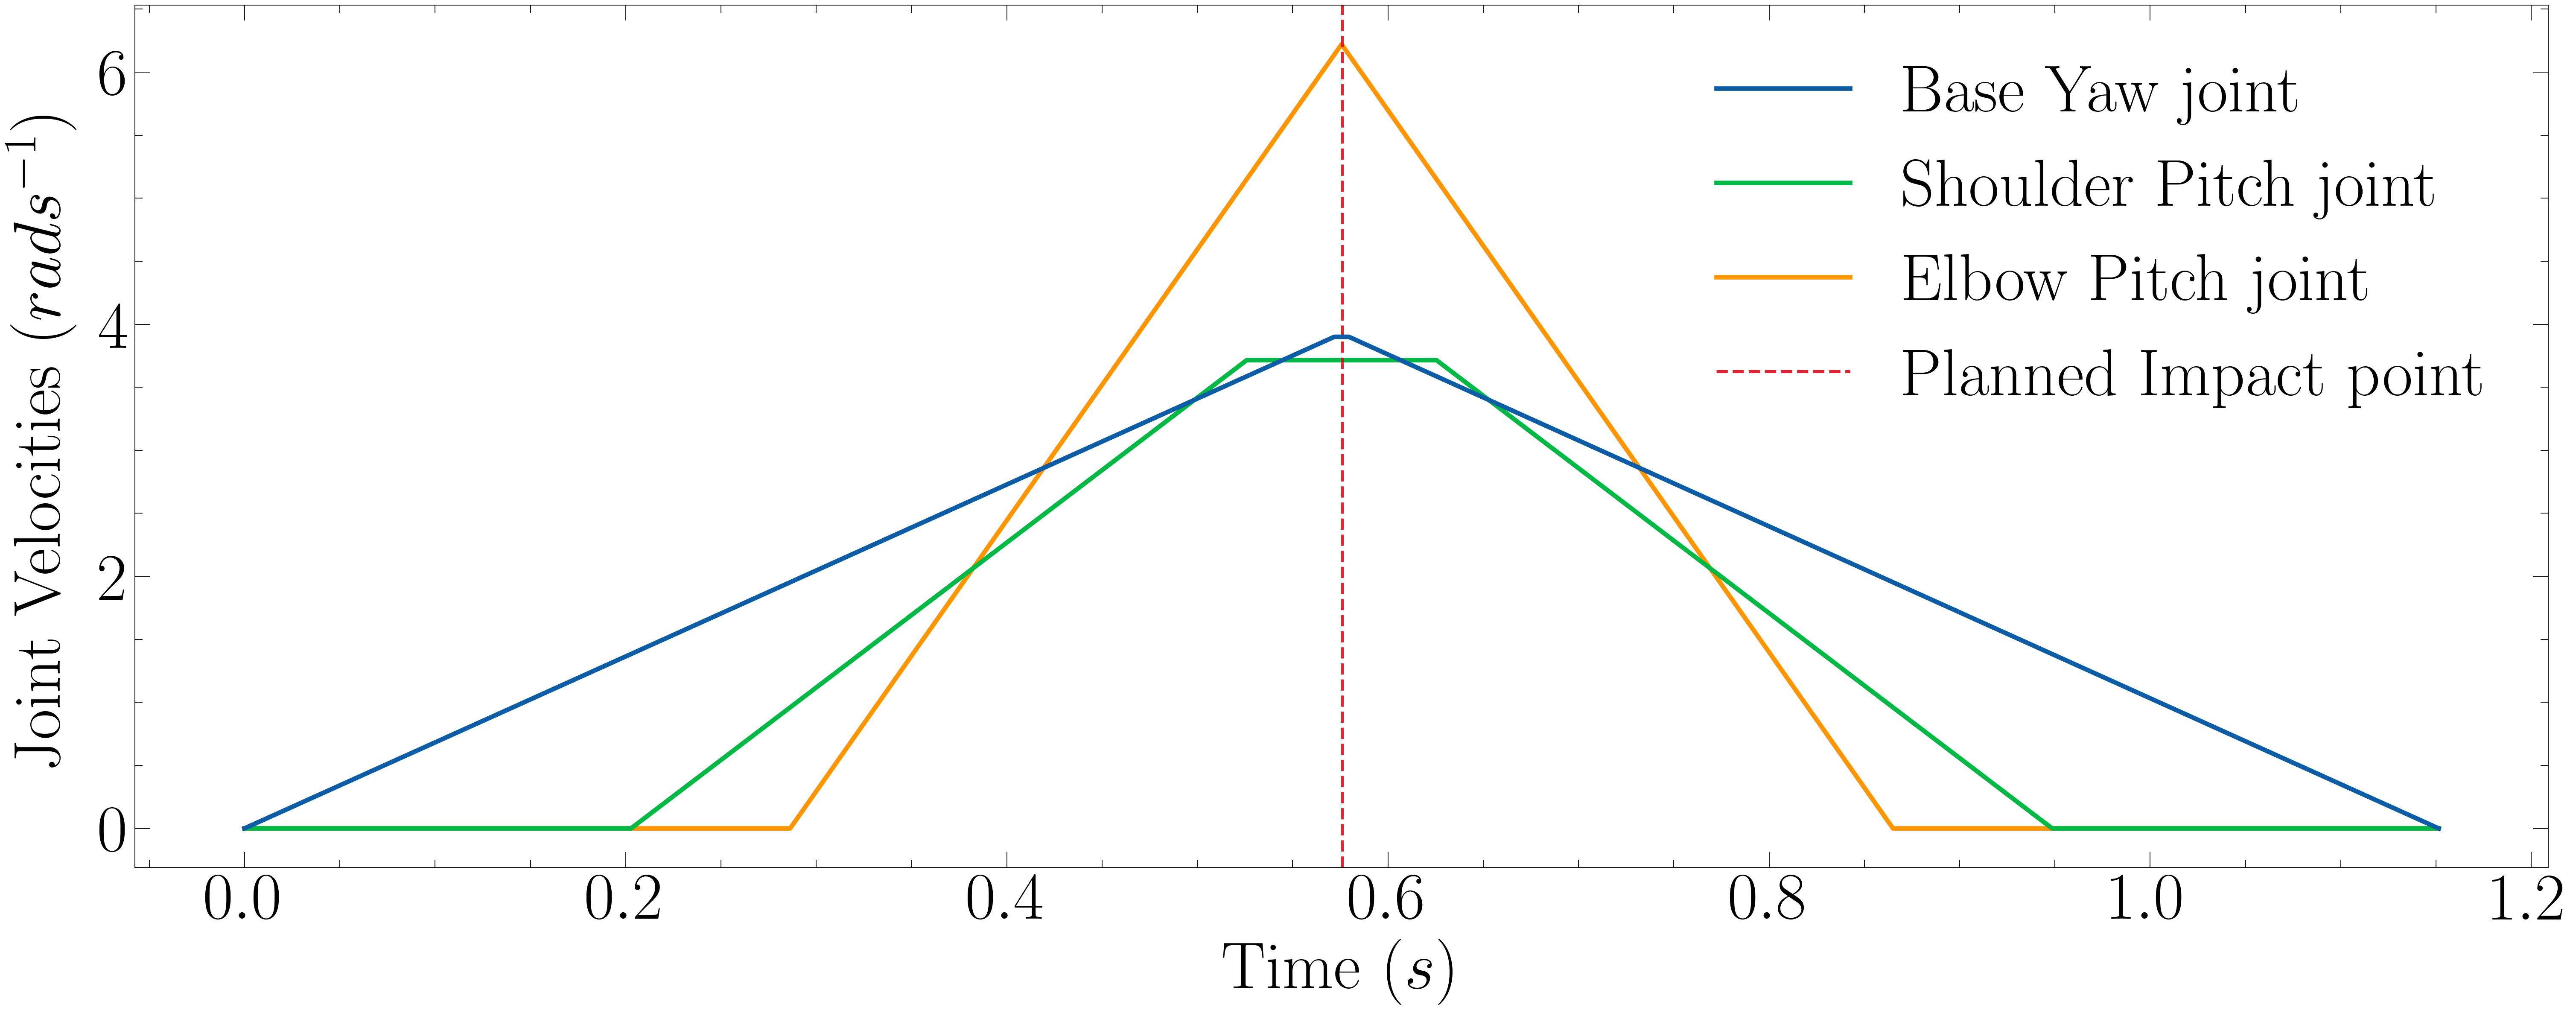 Joint Velocities (rads⁻¹)
6
4
2
0
Base Yaw joint
Shoulder Pitch joint
Elbow Pitch joint
Planned Impact point
0.0 0.2 0.4 0.6 0.8 1.0 1.2
Time (s)